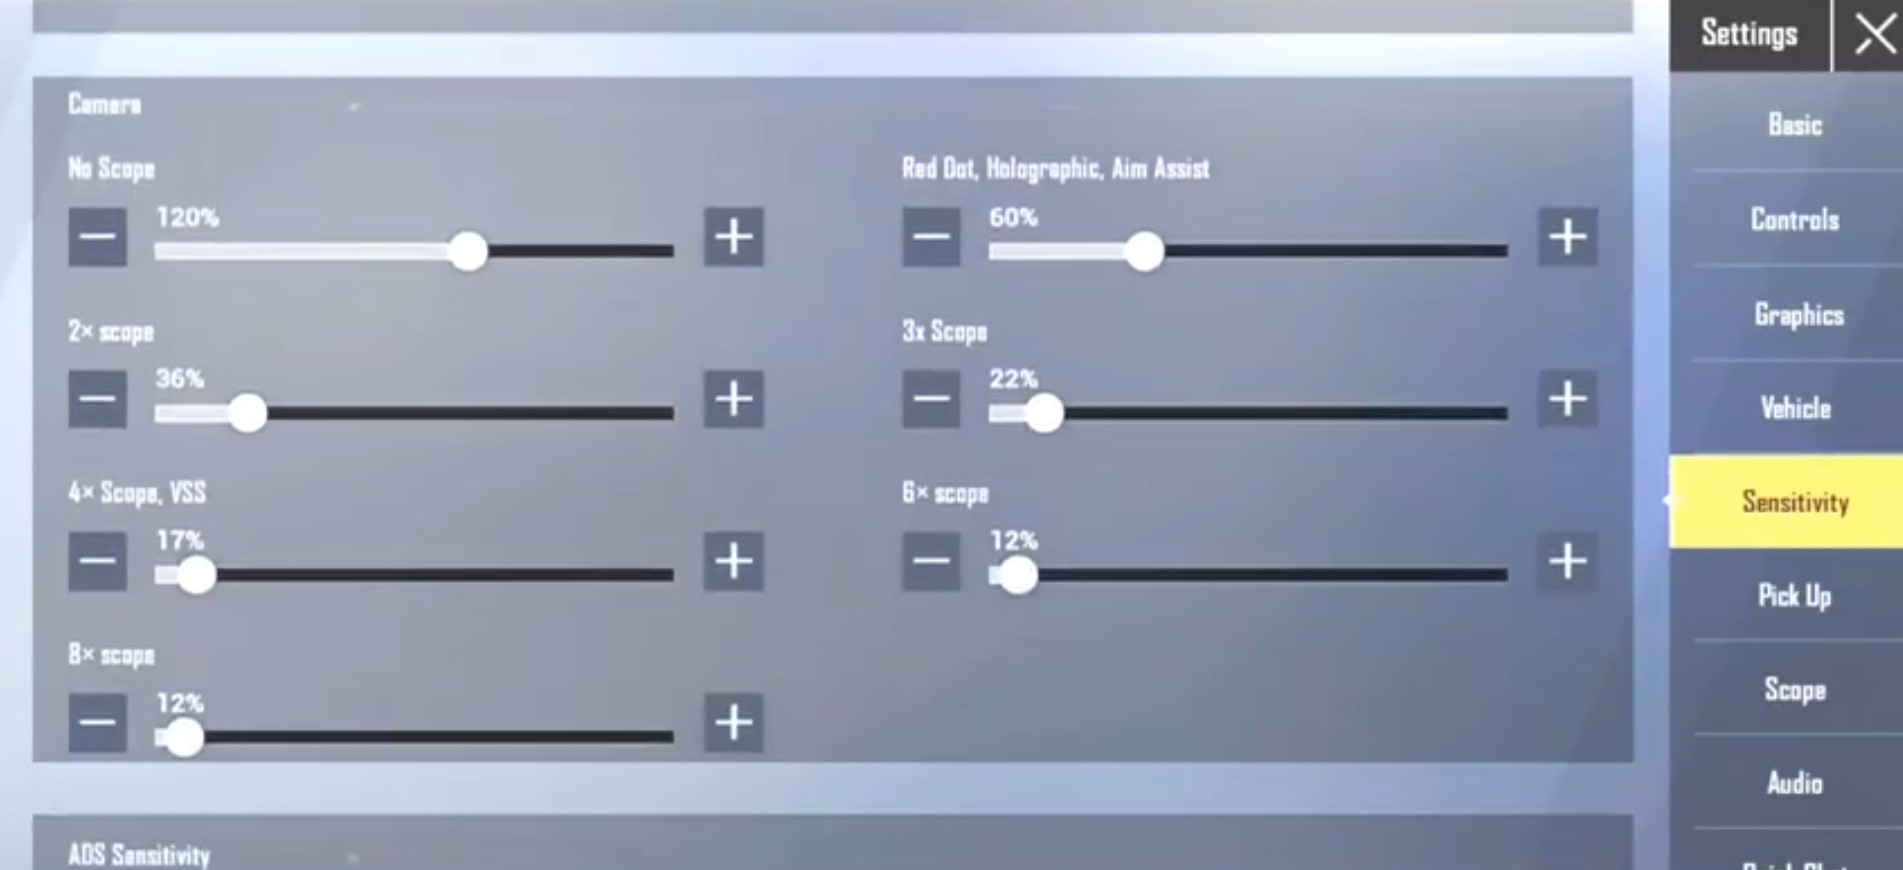 Settings
Camera
No Scope
120%
Red Dot, Holographic, Aim Assist
60%
2× scope
36%
3x Scope
22%
4× Scope, VSS
17%
6× scope
12%
8× scope
12%
ADS Sensitivity
Basic
Controls
Graphics
Vehicle
Sensitivity
Pick Up
Scope
Audio